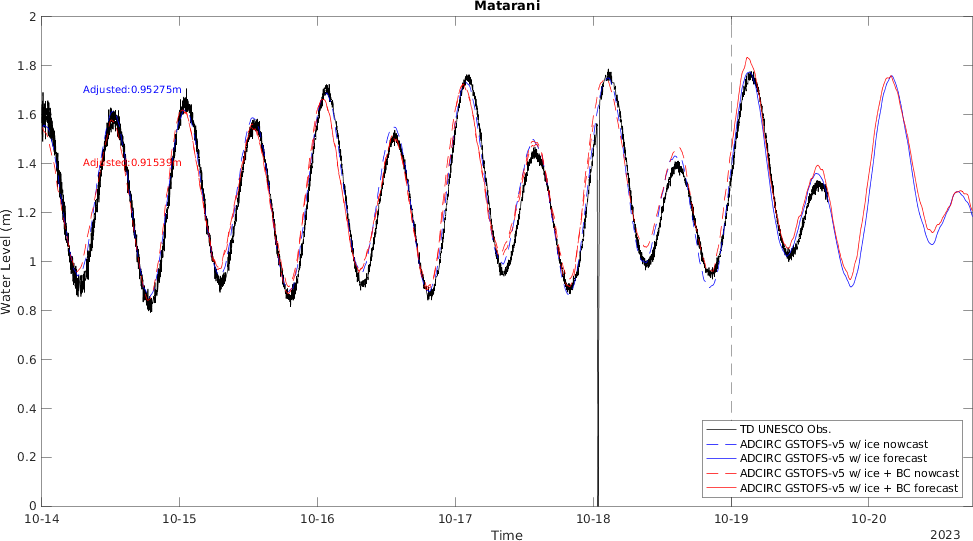 Matarani
2
1.8
1.6
1.4
1.2
1
0.8
0.6
0.4
0.2
0
Water Level (m)
Adjusted:0.95275m
Adjusted:0.91539m
TD UNESCO Obs.
ADCIRC GSTOFS-v5 w/ ice nowcast
ADCIRC GSTOFS-v5 w/ ice forecast
ADCIRC GSTOFS-v5 w/ ice + BC nowcast
ADCIRC GSTOFS-v5 w/ ice + BC forecast
10-14 10-15 10-16 10-17 10-18 10-19 10-20
Time
2023